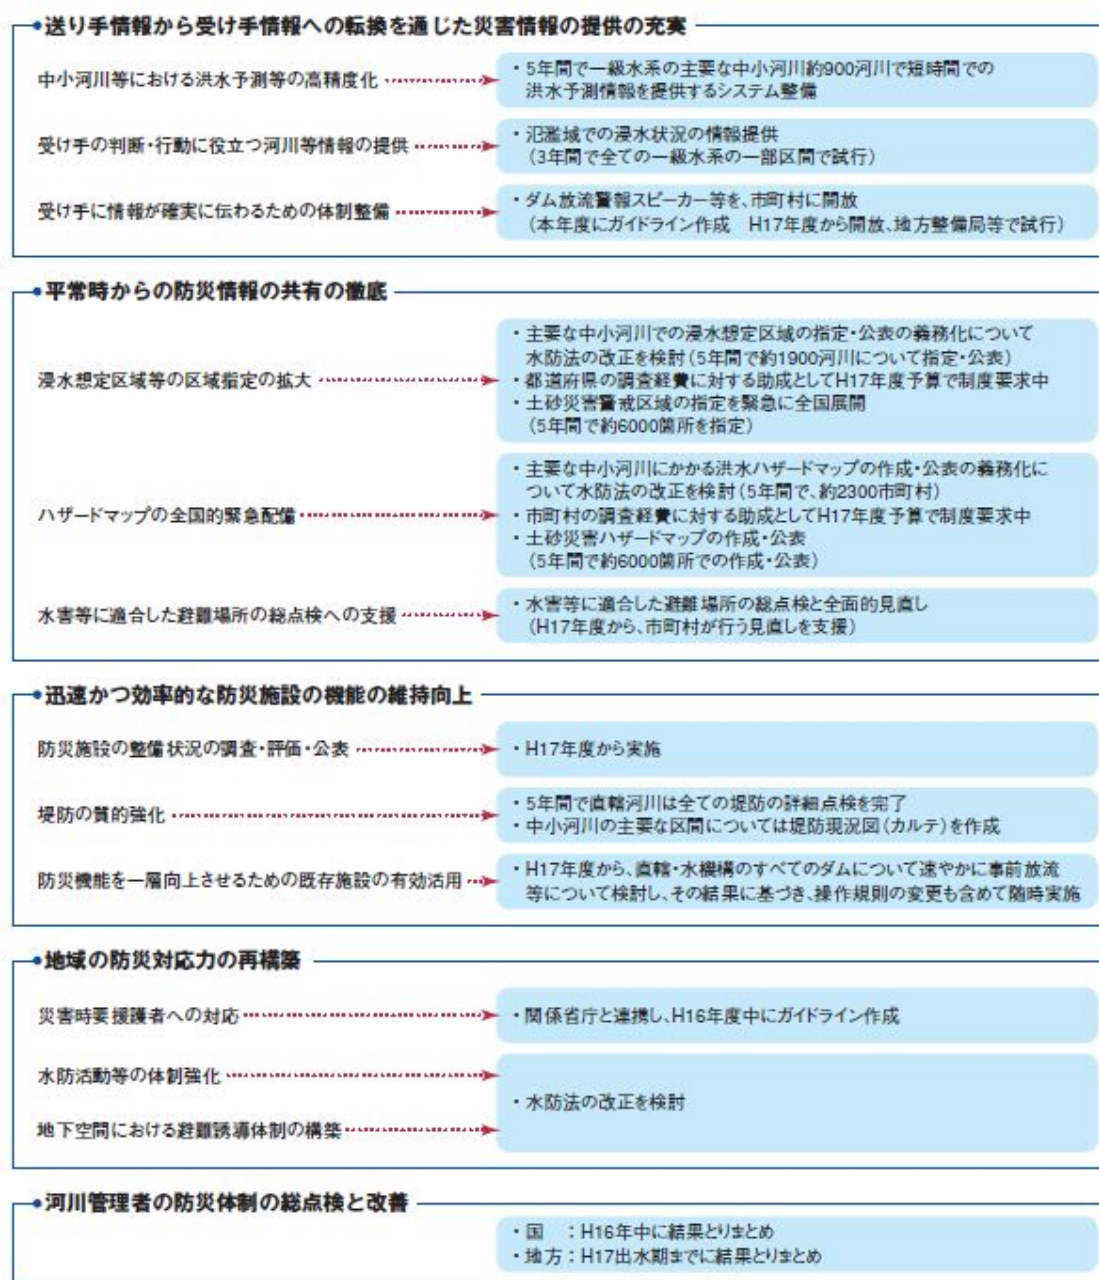 送り手情報から受け手情報への転換を通じた災害情報の提供の充実
中小河川等における洪水予測等の高精度化
・5年間で一級水系の主要な中小河川約900河川で短時間での
洪水予測情報を提供するシステム整備
受け手の判断・行動に役立つ河川等情報の提供
・氾濫域での浸水状況の情報提供
（3年間で全ての一級水系の一部区間で試行）
受け手に情報が確実に伝わるための体制整備
・ダム放流警報スピーカー等を、市町村に開放
（本年度にガイドライン作成　H17年度から開放、地方整備局等で試行）
平常時からの防災情報の共有の徹底
浸水想定区域等の区域指定の拡大
・主要な中小河川での浸水想定区域の指定・公表の義務化について
水防法の改正を検討（5年間で約1900河川について指定・公表）
・都道府県の調査経費に対する助成としてH17年度予算で制度要求中
・土砂災害警戒区域の指定を緊急に全国展開
（5年間で約6000箇所を指定）
ハザードマップの全国的緊急配備
・主要な中小河川にかかる洪水ハザードマップの作成・公表の義務化に
ついて水防法の改正を検討（5年間で、約2300市町村）
・市町村の調査経費に対する助成としてH17年度予算で制度要求中
・土砂災害ハザードマップの作成・公表
（5年間で約6000箇所での作成・公表）
水害等に適合した避難場所の総点検への支援
・水害等に適合した避難場所の総点検と全面的見直し
（H17年度から、市町村が行う見直しを支援）
迅速かつ効率的な防災施設の機能の維持向上
防災施設の整備状況の調査・評価・公表
・H17年度から実施
堤防の質的強化
・5年間で直轄河川は全ての堤防の詳細点検を完了
・中小河川の主要な区間については堤防現況図（カルテ）を作成
防災機能を一層向上させるための既存施設の有効活用
・H17年度から、直轄・水機構のすべてのダムについて速やかに事前放流
等について検討し、その結果に基づき、操作規則の変更も含めて随時実施
地域の防災対応力の再構築
災害時要援護者への対応
・関係省庁と連携し、H16年度中にガイドライン作成
水防活動等の体制強化
・水防法の改正を検討
地下空間における避難誘導体制の構築
河川管理者の防災体制の総点検と改善
・国　：H16年中に結果とりまとめ
・地方：H17出水期までに結果とりまとめ